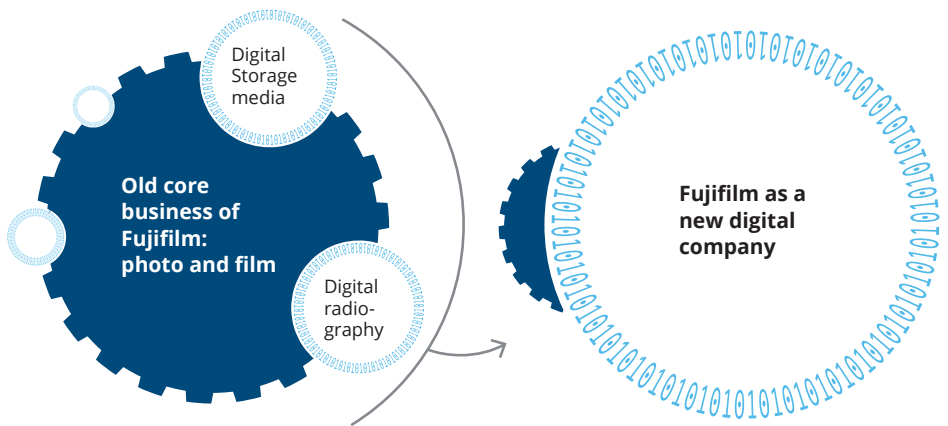 Digital
Storage
media
Old core
business of
Fujifilm:
photo and film
Digital
radio-
graphy
Fujifilm as a
new digital
company